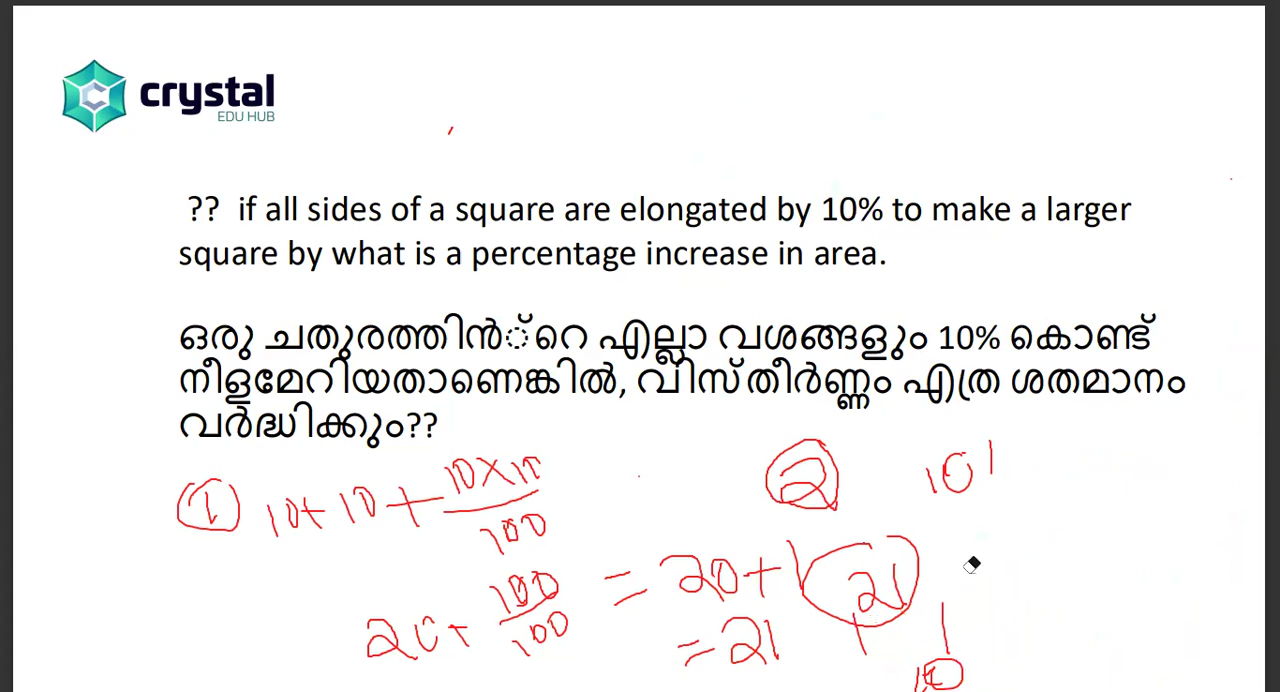 crystal
EDU HUB
?? if all sides of a square are elongated by 10% to make a larger
square by what is a percentage increase in area.
ഒരു ചതുരത്തിൻ്റെ എല്ലാ വശങ്ങളും 10% കൊണ്ട്
നീളമേറിയതാണെങ്കിൽ, വിസ്തീർണ്ണം എത്ര ശതമാനം
വർദ്ധിക്കും??
① 10+10+ 10×10/100
② 10
20+ 100/100 = 20+1 21
= 21
10